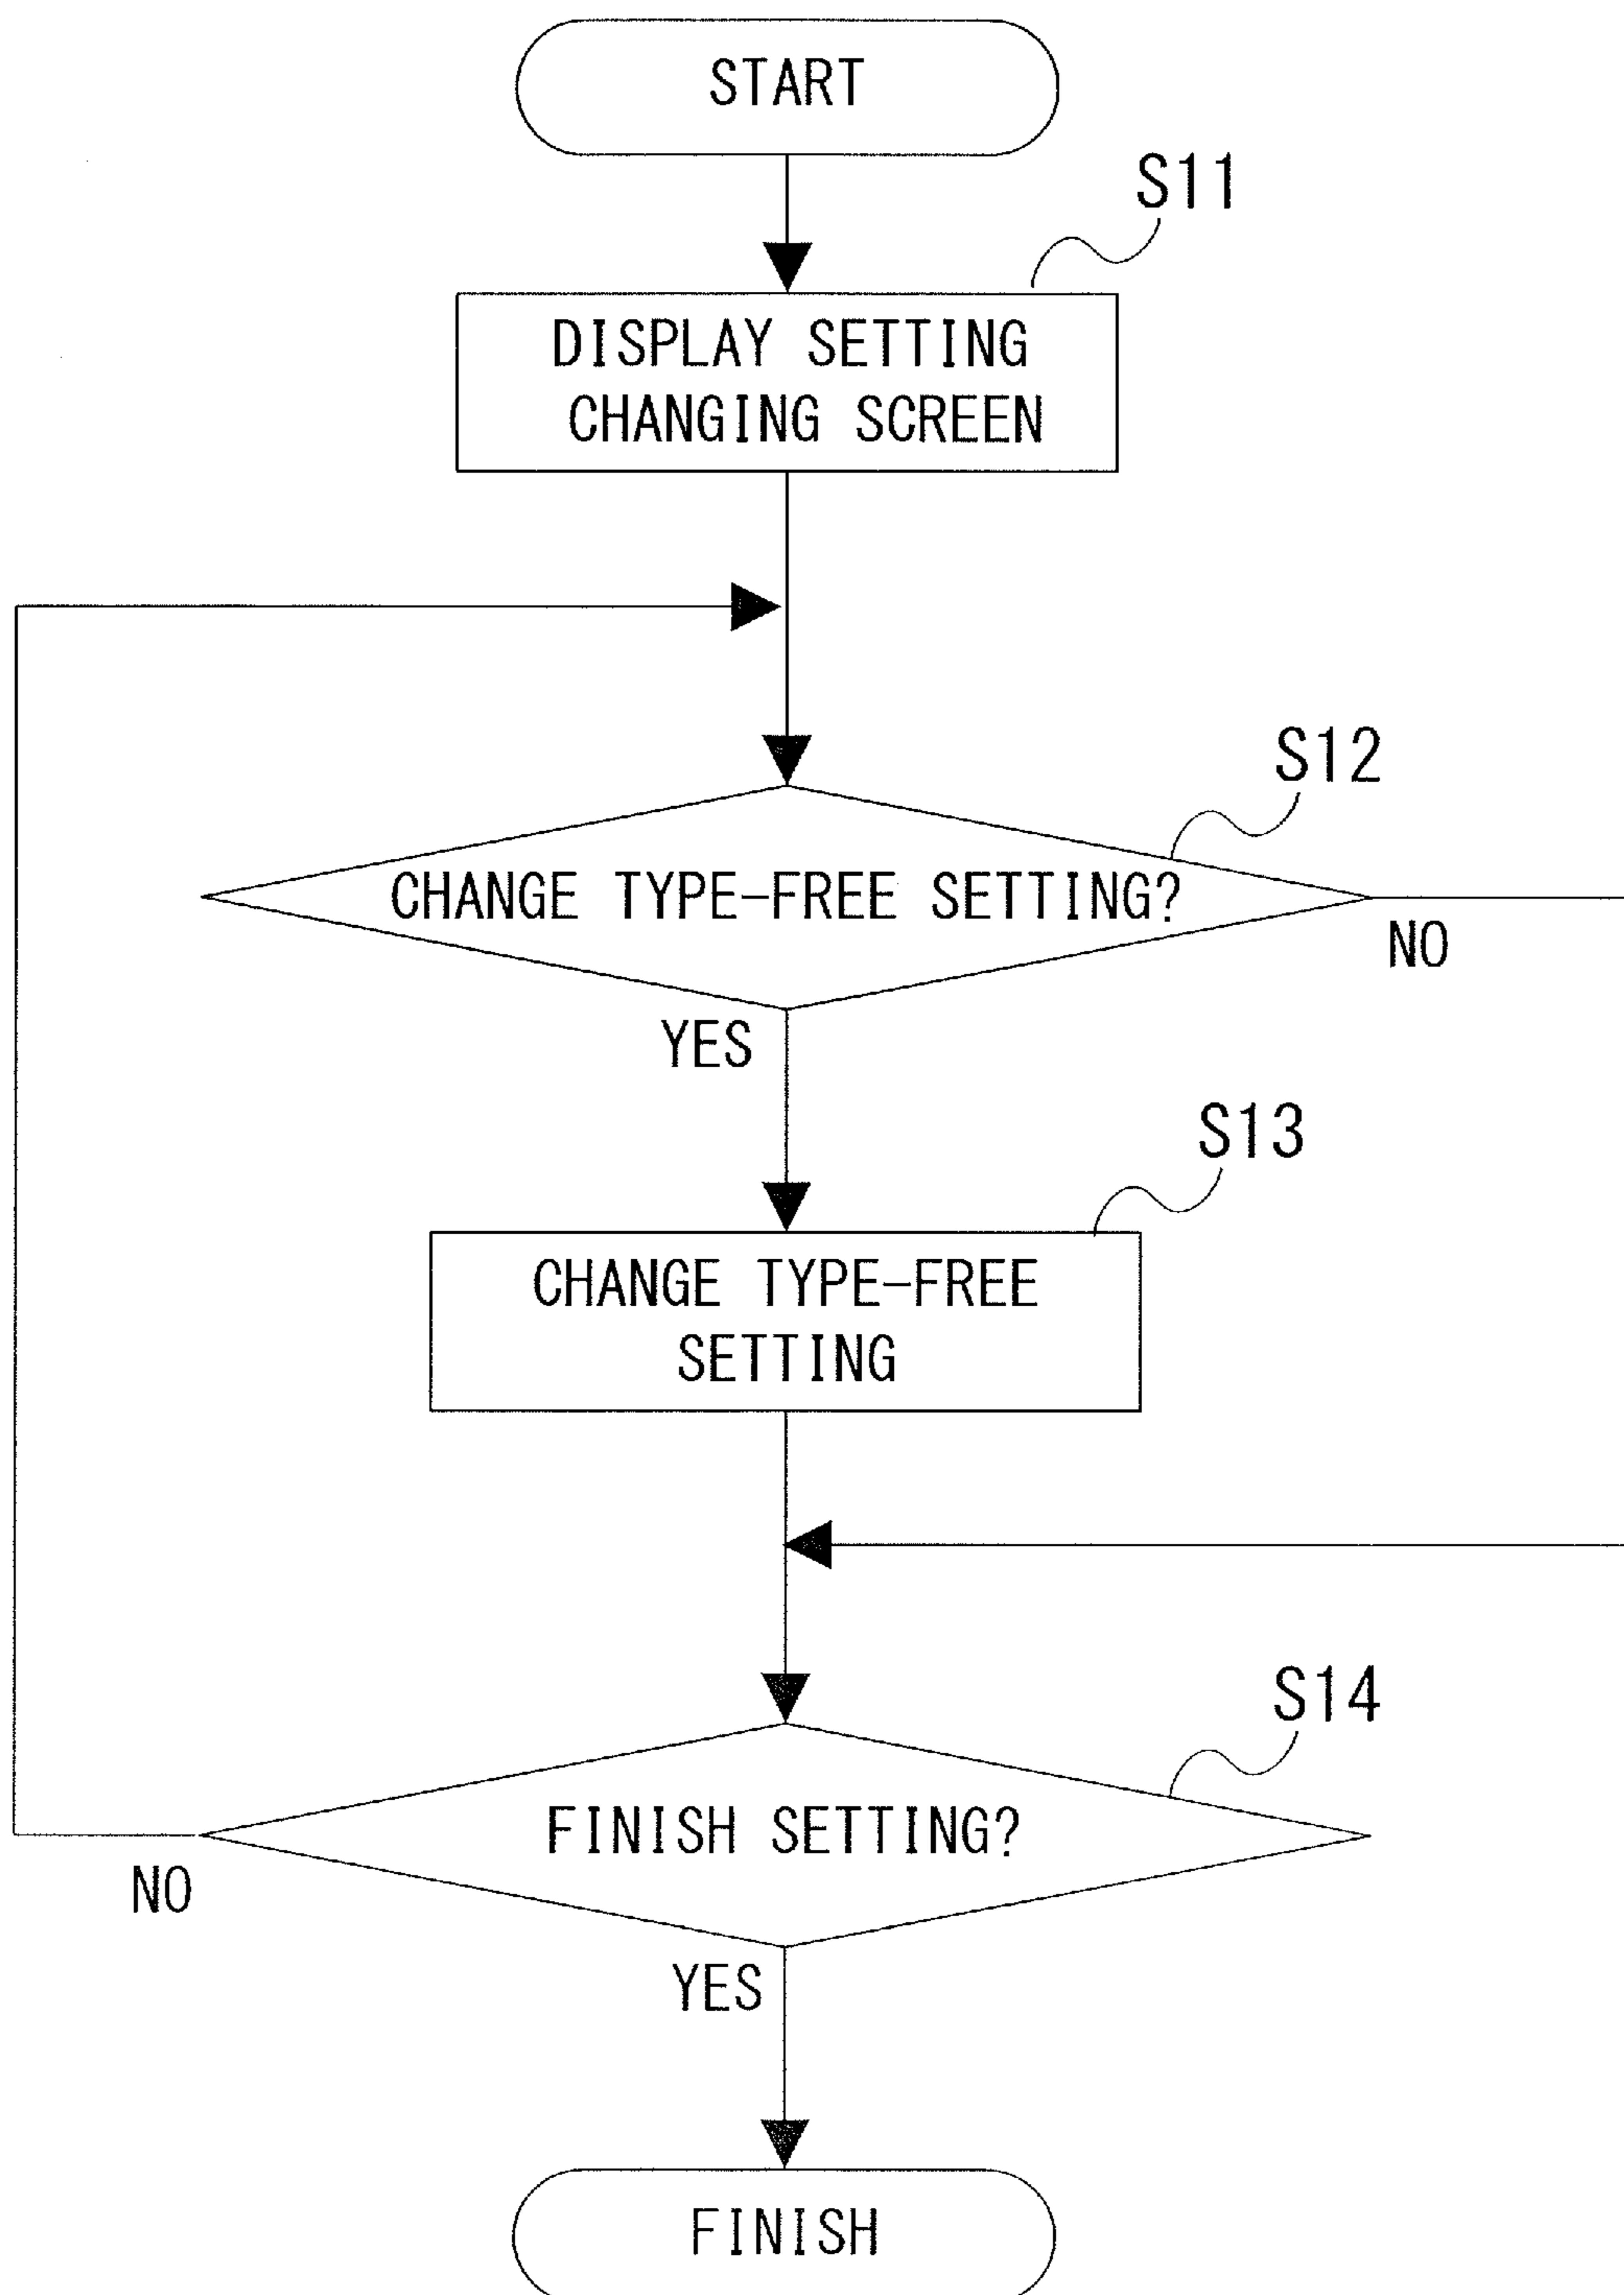 START
S11
DISPLAY SETTING
CHANGING SCREEN
S12
CHANGE TYPE-FREE SETTING?
NO
YES
S13
CHANGE TYPE-FREE
SETTING
S14
FINISH SETTING?
NO
YES
FINISH